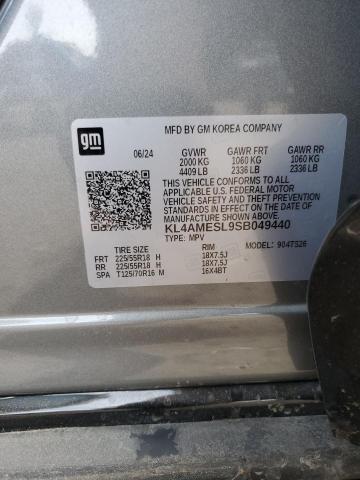 gm
MFD BY GM KOREA COMPANY
06/24 GVWR GAWR FRT GAWR RR
2000 KG 1060 KG 1060 KG
4409 LB 2336 LB 2336 LB
THIS VEHICLE CONFORMS TO ALL
APPLICABLE U.S. FEDERAL MOTOR
VEHICLE SAFETY AND THEFT PREVENTION
STANDARDS IN EFFECT ON THE DATE OF
MANUFACTURE SHOWN ABOVE.
KL4AMESL9SB049440
TYPE: MPV MODEL: 904TS26
TIRE SIZE RIM
FRT 225/55R18 H 18X7.5J
RR 225/55R18 H 18X7.5J
SPA T125/70R16 M 16X4BT